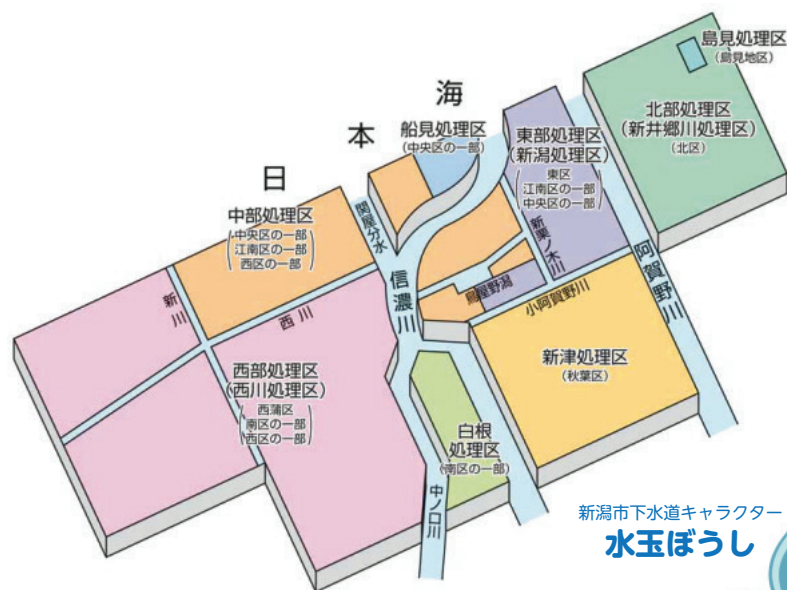 日本海
島見処理区
(島見地区)
北部処理区
(新井郷川処理区)
(北区)
船見処理区
(中央区の一部)
東部処理区
(新潟処理区)
東区
江南区の一部
中央区の一部
中部処理区
中央区の一部
江南区の一部
西区の一部
関屋分水
信濃川
新栗ノ木川
鳥屋野潟
小阿賀野川
阿賀野川
新川
西川
西部処理区
(西川処理区)
西蒲区
南区の一部
西区の一部
新津処理区
(秋葉区)
白根
処理区
(南区の一部)
中ノ口川
新潟市下水道キャラクター
水玉ぼうし